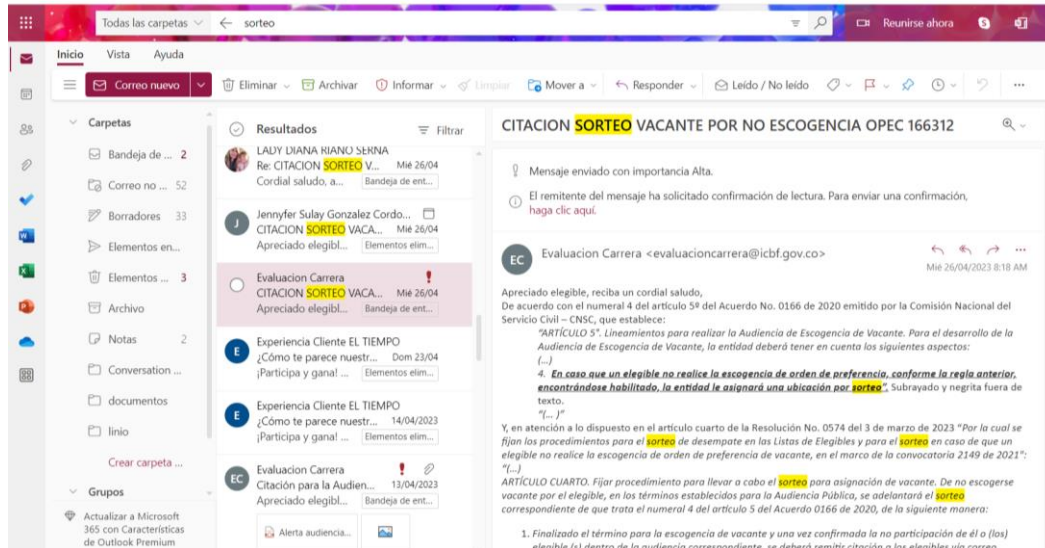 Todas las carpetas sorteo Reunirse ahora
Inicio Vista Ayuda
Correo nuevo Eliminar Archivar Informar Limpiar Mover a Responder Leído / No leído ...
Carpetas
Bandeja de ... 2
Correo no ... 52
Borradores 33
Elementos en...
Elementos ... 3
Archivo
Notas 2
Conversation ...
documentos
linio
Crear carpeta ...
Grupos
Actualizar a Microsoft
365 con Características
de Outlook Premium
Resultados Filtrar
LADY DIANA RIAÑO SERNA
Re: CITACION SORTEO V... Mié 26/04
Cordial saludo, a... Bandeja de ent...
J
Jennyfer Sulay Gonzalez Cordo...
CITACION SORTEO VACA... Mié 26/04
Apreciado elegibl... Elementos elim...
Evaluacion Carrera
CITACION SORTEO VACA... Mié 26/04
Apreciado elegibl... Bandeja de ent...
E
Experiencia Cliente EL TIEMPO
¿Cómo te parece nuestr... Dom 23/04
¡Participa y gana! ... Elementos elim...
E
Experiencia Cliente EL TIEMPO
¿Cómo te parece nuestr... 14/04/2023
¡Participa y gana! ... Elementos elim...
EC
Evaluacion Carrera
Citación para la Audien... 13/04/2023
Apreciado elegibl... Bandeja de ent...
Alerta audiencia...
CITACION SORTEO VACANTE POR NO ESCOGENCIA OPEC 166312
Mensaje enviado con importancia Alta.
El remitente del mensaje ha solicitado confirmación de lectura. Para enviar una confirmación,
haga clic aquí.
EC
Evaluacion Carrera <evaluacioncarrera@icbf.gov.co>
Mié 26/04/2023 8:18 AM
Apreciado elegible, reciba un cordial saludo,
De acuerdo con el numeral 4 del artículo 5º del Acuerdo No. 0166 de 2020 emitido por la Comisión Nacional del
Servicio Civil – CNSC, que establece:
"ARTÍCULO 5°. Lineamientos para realizar la Audiencia de Escogencia de Vacante. Para el desarrollo de la
Audiencia de Escogencia de Vacante, la entidad deberá tener en cuenta los siguientes aspectos:
(...)
4. En caso que un elegible no realice la escogencia de orden de preferencia, conforme la regla anterior,
encontrándose habilitado, la entidad le asignará una ubicación por sorteo". Subrayado y negrita fuera de
texto.
"(... )"
Y, en atención a lo dispuesto en el artículo cuarto de la Resolución No. 0574 del 3 de marzo de 2023 "Por la cual se
fijan los procedimientos para el sorteo de desempate en las Listas de Elegibles y para el sorteo en caso de que un
elegible no realice la escogencia de orden de preferencia de vacante, en el marco de la convocatoria 2149 de 2021":
"(...)
ARTÍCULO CUARTO. Fijar procedimiento para llevar a cabo el sorteo para asignación de vacante. De no escogerse
vacante por el elegible, en los términos establecidos para la Audiencia Pública, se adelantará el sorteo
correspondiente de que trata el numeral 4 del artículo 5 del Acuerdo 0166 de 2020, de la siguiente manera:
1. Finalizado el término para la escogencia de vacante y una vez confirmada la no participación de él o (los)
elegible (s) dentro de la audiencia correspondiente, se deberá remitir citación a los elegibles vía correo